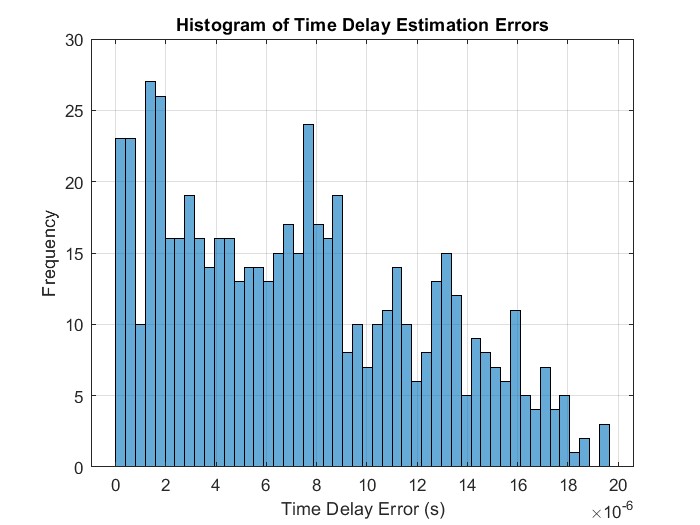 Histogram of Time Delay Estimation Errors
30
25
20
15
10
5
0
Frequency
0 2 4 6 8 10 12 14 16 18 20
Time Delay Error (s)
×10⁻⁶